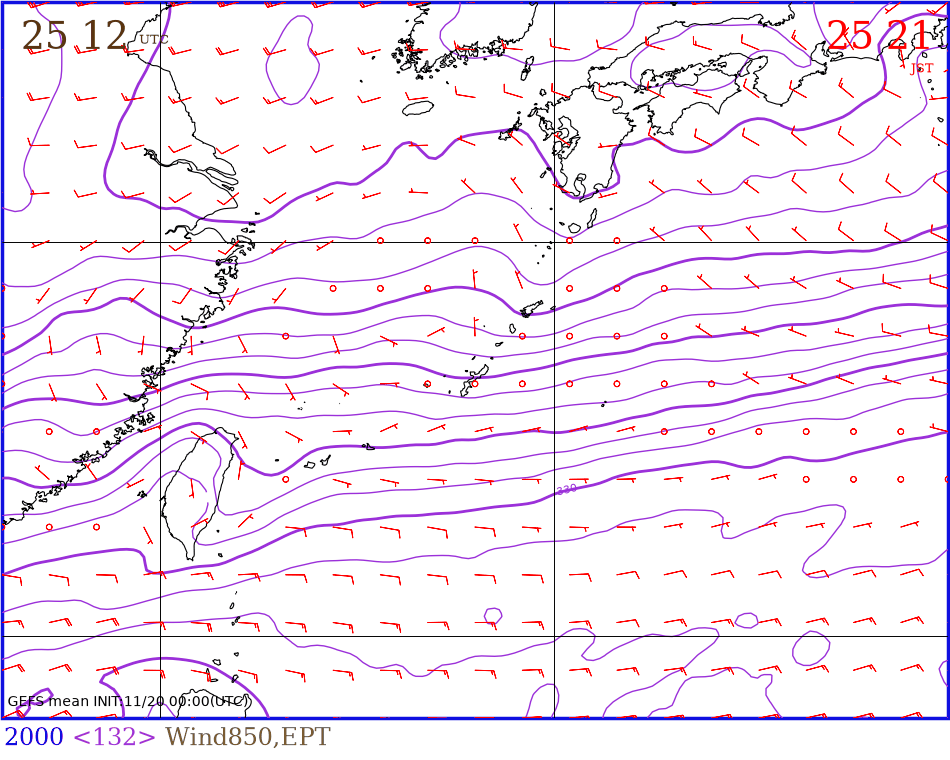 25 12 UTC 25 21
JST
330
GEFS mean INIT:11/20 00:00(UTC)
2000 <132> Wind850,EPT